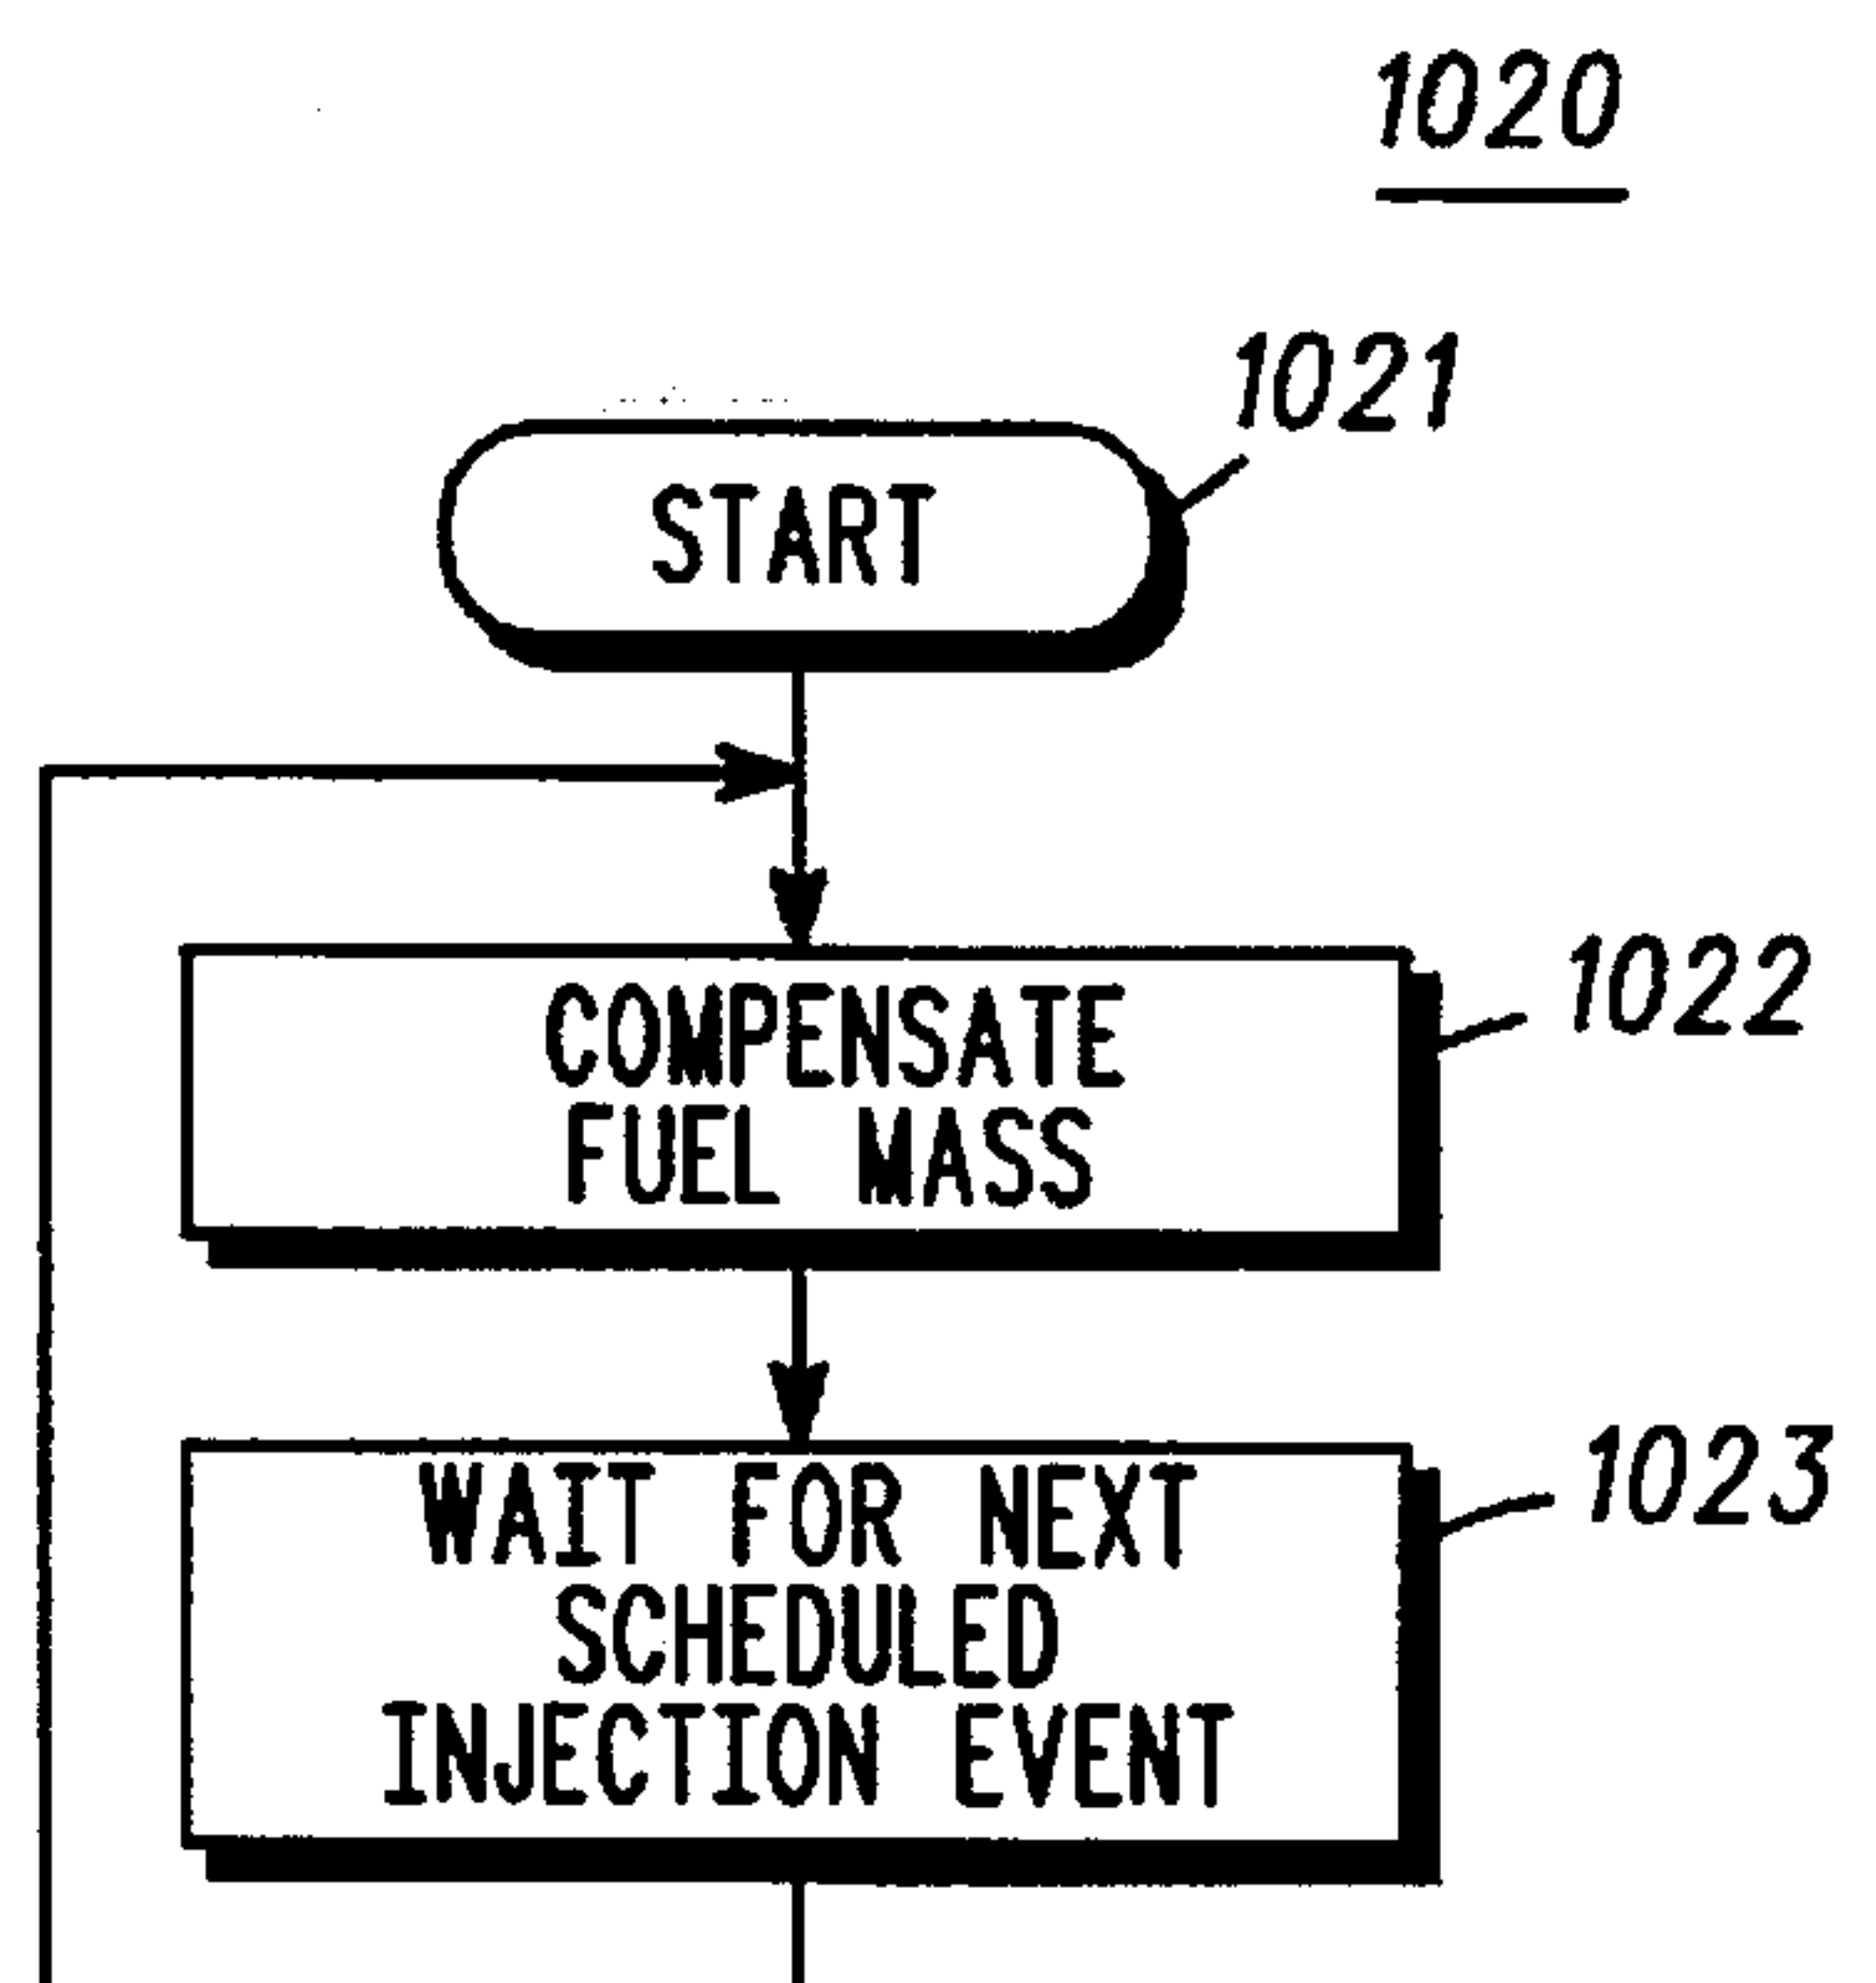 1020
1021
START
1022
COMPENSATE
FUEL MASS
1023
WAIT FOR NEXT
SCHEDULED
INJECTION EVENT